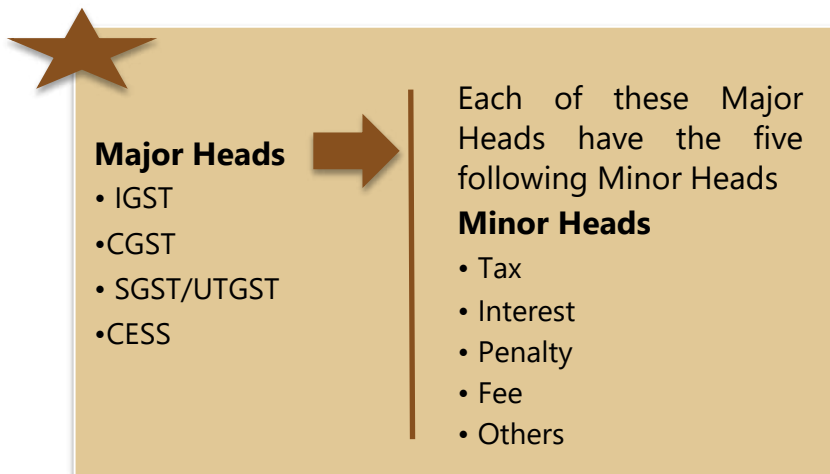 Major Heads
• IGST
•CGST
• SGST/UTGST
•CESS
Each of these Major
Heads have the five
following Minor Heads
Minor Heads
• Tax
• Interest
• Penalty
• Fee
• Others